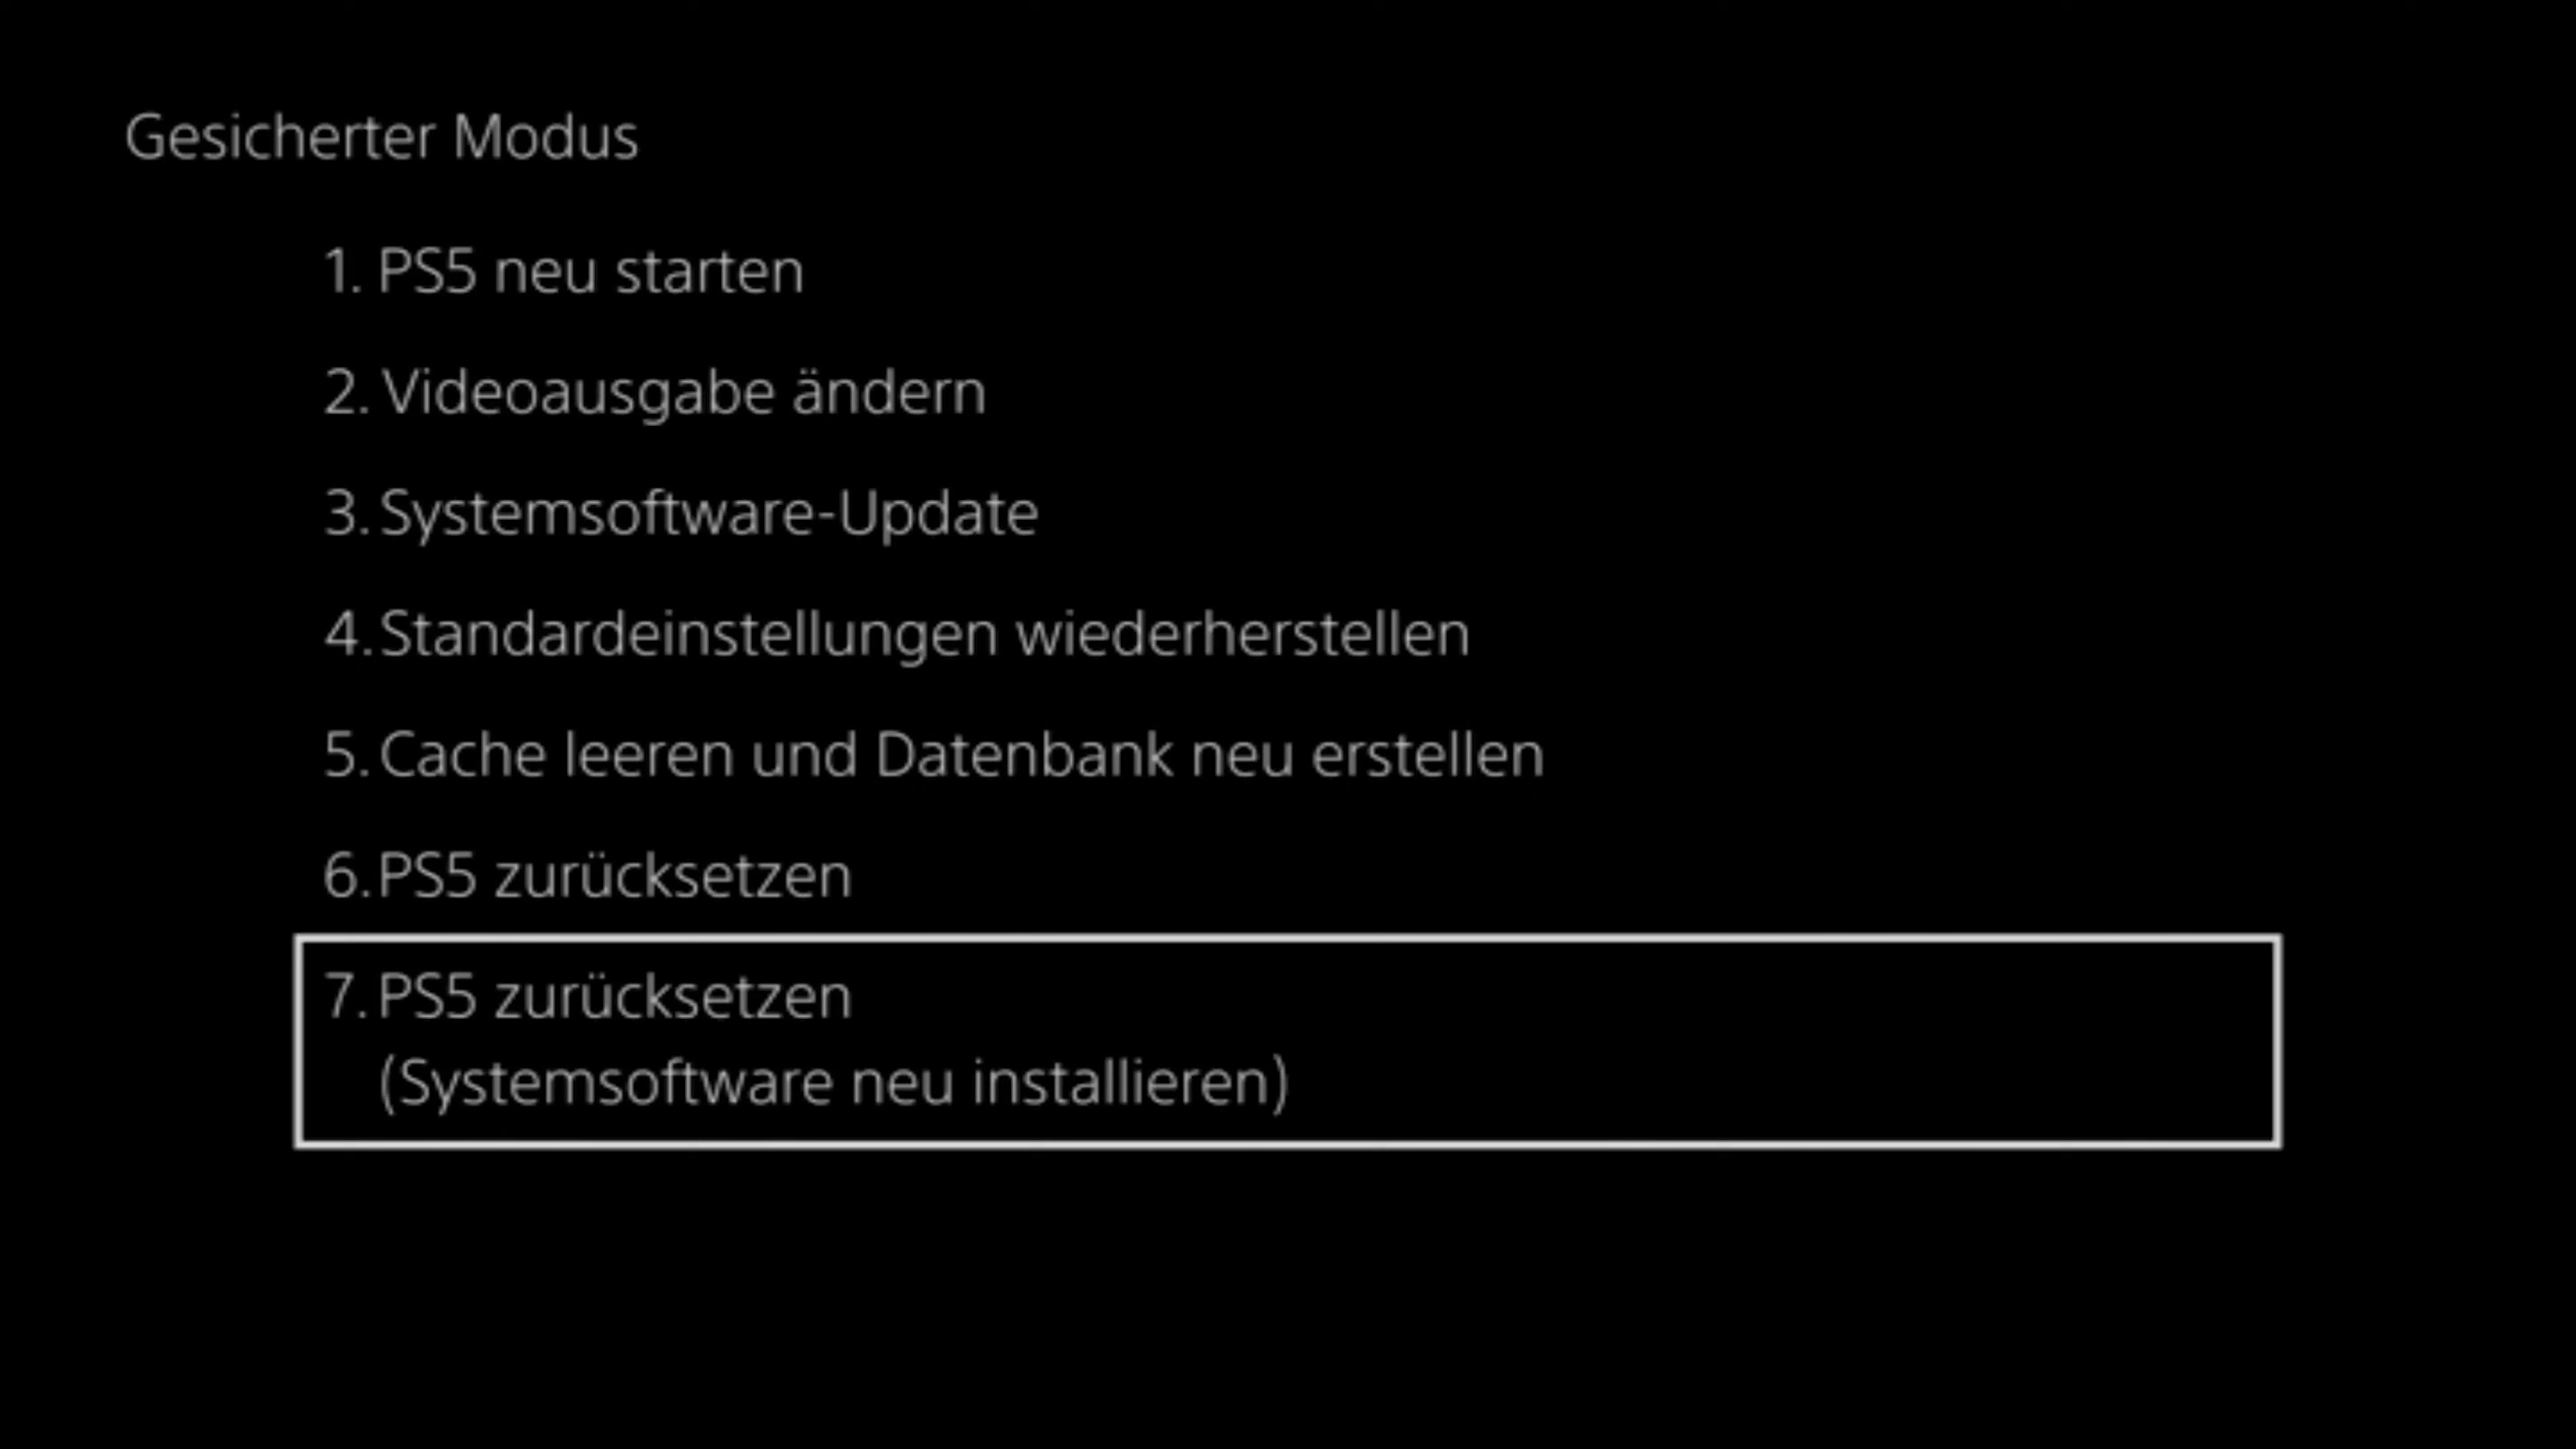 Gesicherter Modus
1. PS5 neu starten
2. Videoausgabe ändern
3. Systemsoftware-Update
4. Standardeinstellungen wiederherstellen
5. Cache leeren und Datenbank neu erstellen
6. PS5 zurücksetzen
7. PS5 zurücksetzen
(Systemsoftware neu installieren)